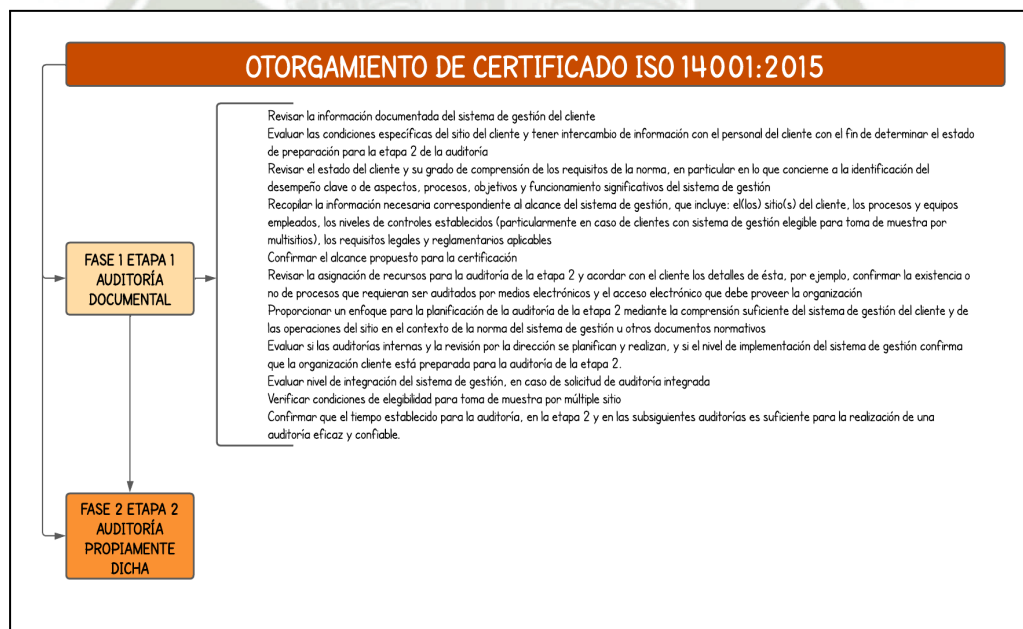 OTORGAMIENTO DE CERTIFICADO ISO 14001:2015
Revisar la información documentada del sistema de gestión del cliente
Evaluar las condiciones específicas del sitio del cliente y tener intercambio de información con el personal del cliente con el fin de determinar el estado
de preparación para la etapa 2 de la auditoría
Revisar el estado del cliente y su grado de comprensión de los requisitos de la norma, en particular en lo que concierne a la identificación del
desempeño clave o de aspectos, procesos, objetivos y funcionamiento significativos del sistema de gestión
Recopilar la información necesaria correspondiente al alcance del sistema de gestión, que incluye: el(los) sitio(s) del cliente, los procesos y equipos
empleados, los niveles de controles establecidos (particularmente en caso de clientes con sistema de gestión elegible para toma de muestra por
multisitios), los requisitos legales y reglamentarios aplicables
Confirmar el alcance propuesto para la certificación
Revisar la asignación de recursos para la auditoría de la etapa 2 y acordar con el cliente los detalles de ésta, por ejemplo, confirmar la existencia o
no de procesos que requieran ser auditados por medios electrónicos y el acceso electrónico que debe proveer la organización
Proporcionar un enfoque para la planificación de la auditoría de la etapa 2 mediante la comprensión suficiente del sistema de gestión del cliente y de
las operaciones del sitio en el contexto de la norma del sistema de gestión u otros documentos normativos
Evaluar si las auditorías internas y la revisión por la dirección se planifican y realizan, y si el nivel de implementación del sistema de gestión confirma
que la organización cliente está preparada para la auditoría de la etapa 2.
Evaluar nivel de integración del sistema de gestión, en caso de solicitud de auditoría integrada
Verificar condiciones de elegibilidad para toma de muestra por múltiple sitio
Confirmar que el tiempo establecido para la auditoría, en la etapa 2 y en las subsiguientes auditorías es suficiente para la realización de una
auditoría eficaz y confiable.
FASE 1 ETAPA 1
AUDITORÍA
DOCUMENTAL
FASE 2 ETAPA 2
AUDITORÍA
PROPIAMENTE
DICHA